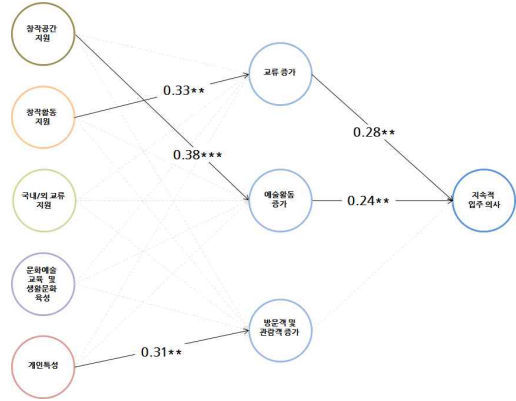 창작공간
지원
창작활동
지원
국내/외 교류
지원
문화예술
교육 및
생활문화
육성
개인특성
0.33**
0.38***
0.31**
교류 증가
예술활동
증가
방문객 및
관람객 증가
0.28**
0.24**
지속적
입주 의사